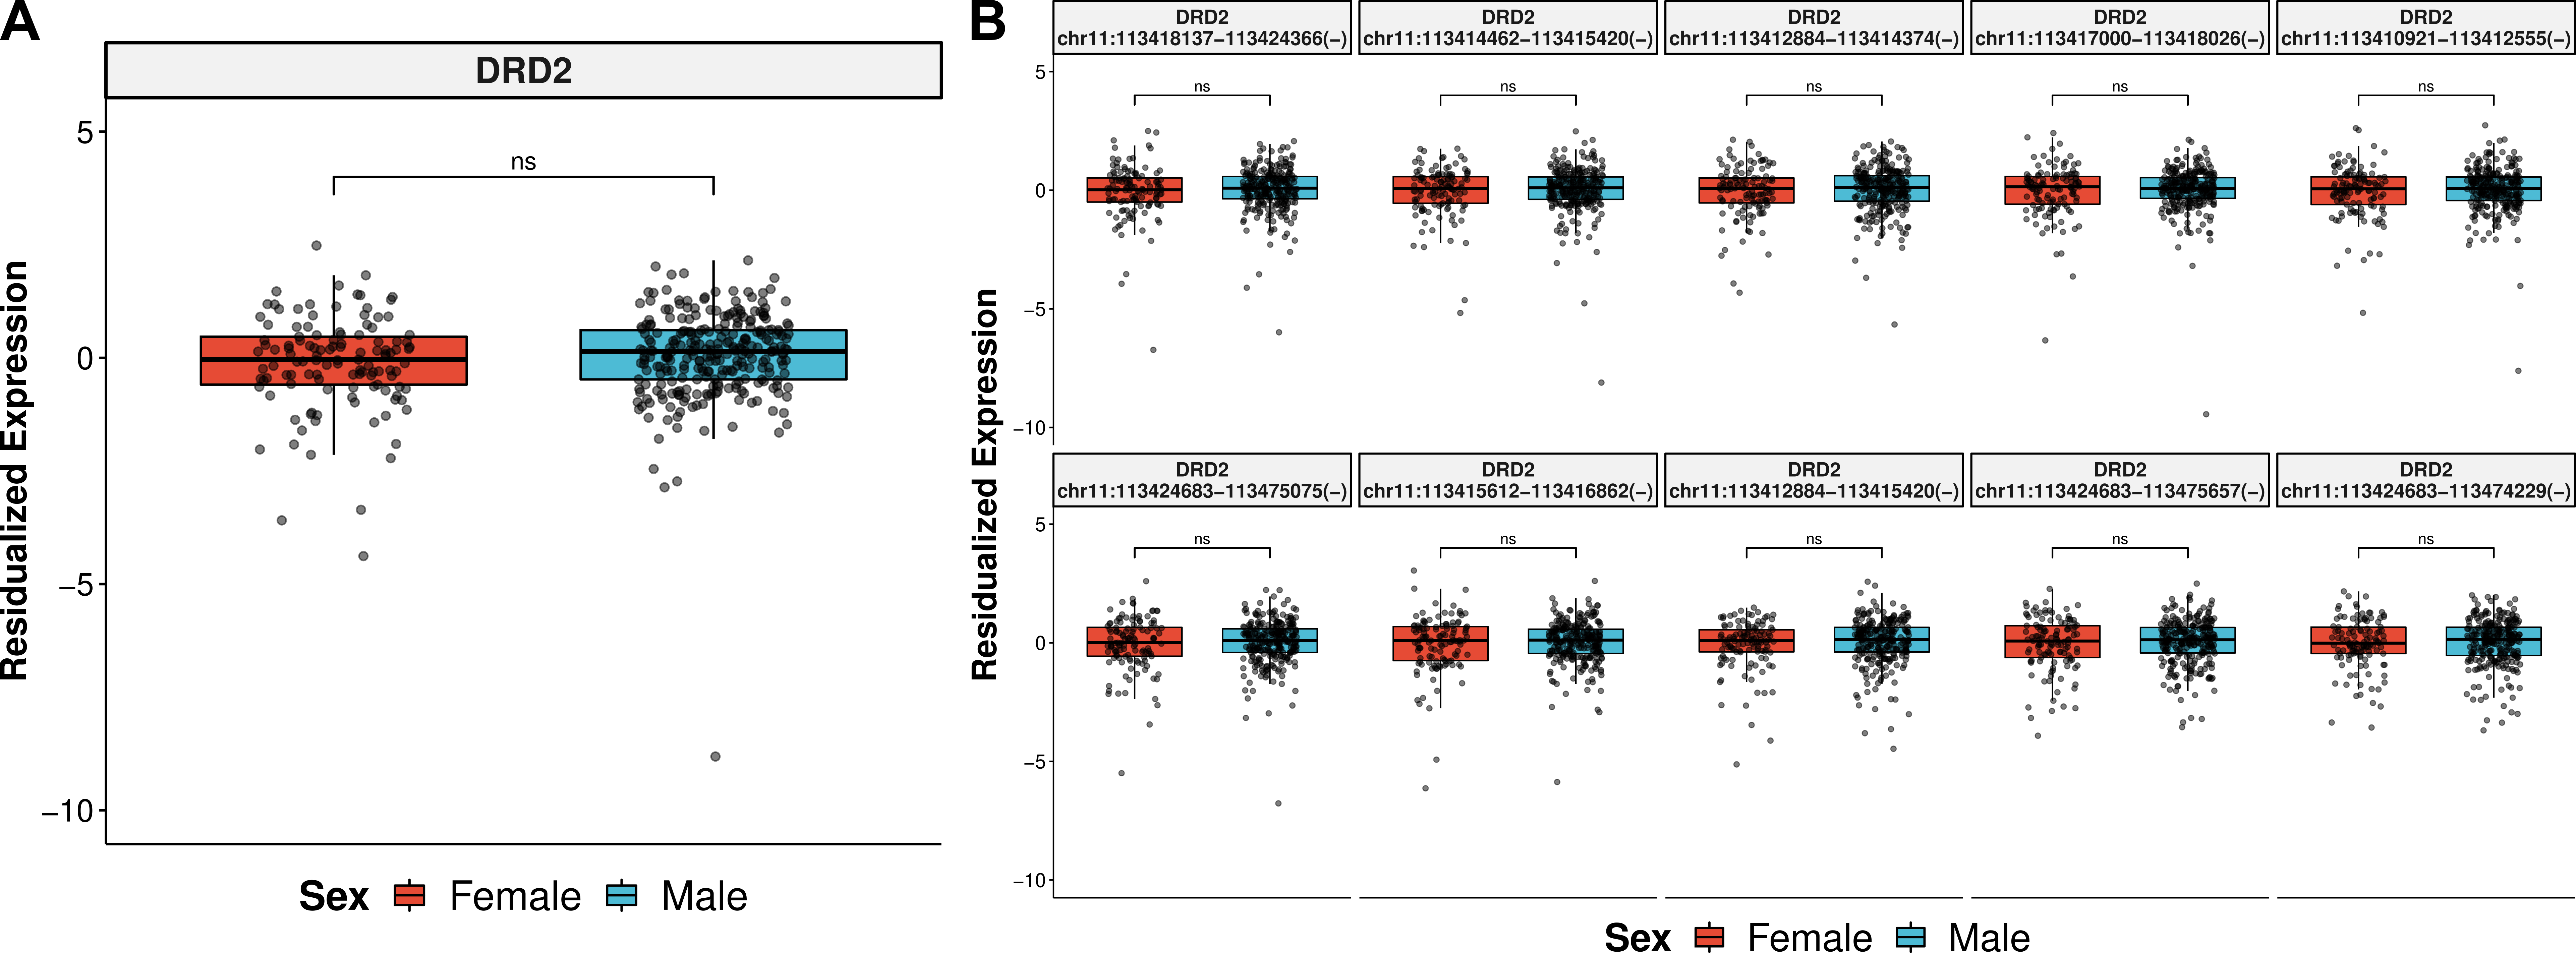 A
DRD2
Residualized Expression
5
0
−5
−10
ns
Sex Female Male
B
Residualized Expression
DRD2
chr11:113418137−113424366(−)
DRD2
chr11:113414462−113415420(−)
DRD2
chr11:113412884−113414374(−)
DRD2
chr11:113417000−113418026(−)
DRD2
chr11:113410921−113412555(−)
5
0
−5
−10
ns
ns
ns
ns
ns
DRD2
chr11:113424683−113475075(−)
DRD2
chr11:113415612−113416862(−)
DRD2
chr11:113412884−113415420(−)
DRD2
chr11:113424683−113475657(−)
DRD2
chr11:113424683−113474229(−)
5
0
−5
−10
ns
ns
ns
ns
ns
Sex Female Male